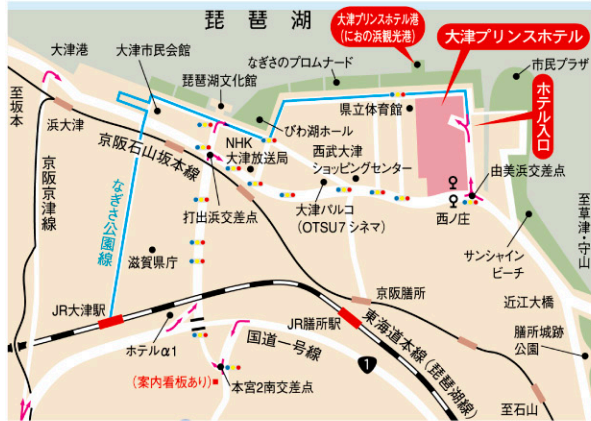 琵琶湖
大津港
大津市民会館
琵琶湖文化館
なぎさのプロムナード
大津プリンスホテル港
(におの浜観光港)
大津プリンスホテル
市民プラザ
ホテル入口
至坂本
浜大津
京阪石山坂本線
NHK
大津放送局
びわ湖ホール
県立体育館
西武大津
ショッピングセンター
由美浜交差点
京阪京津線
なぎさ公園線
打出浜交差点
大津パルコ
(OTSU7シネマ)
西ノ庄
至草津・守山
サンシャイン
ビーチ
滋賀県庁
近江大橋
京阪膳所
JR大津駅
JR膳所駅
東海道本線(琵琶湖線)
膳所城跡
公園
ホテルα1
国道一号線
1
(案内看板あり)
本宮2南交差点
至石山